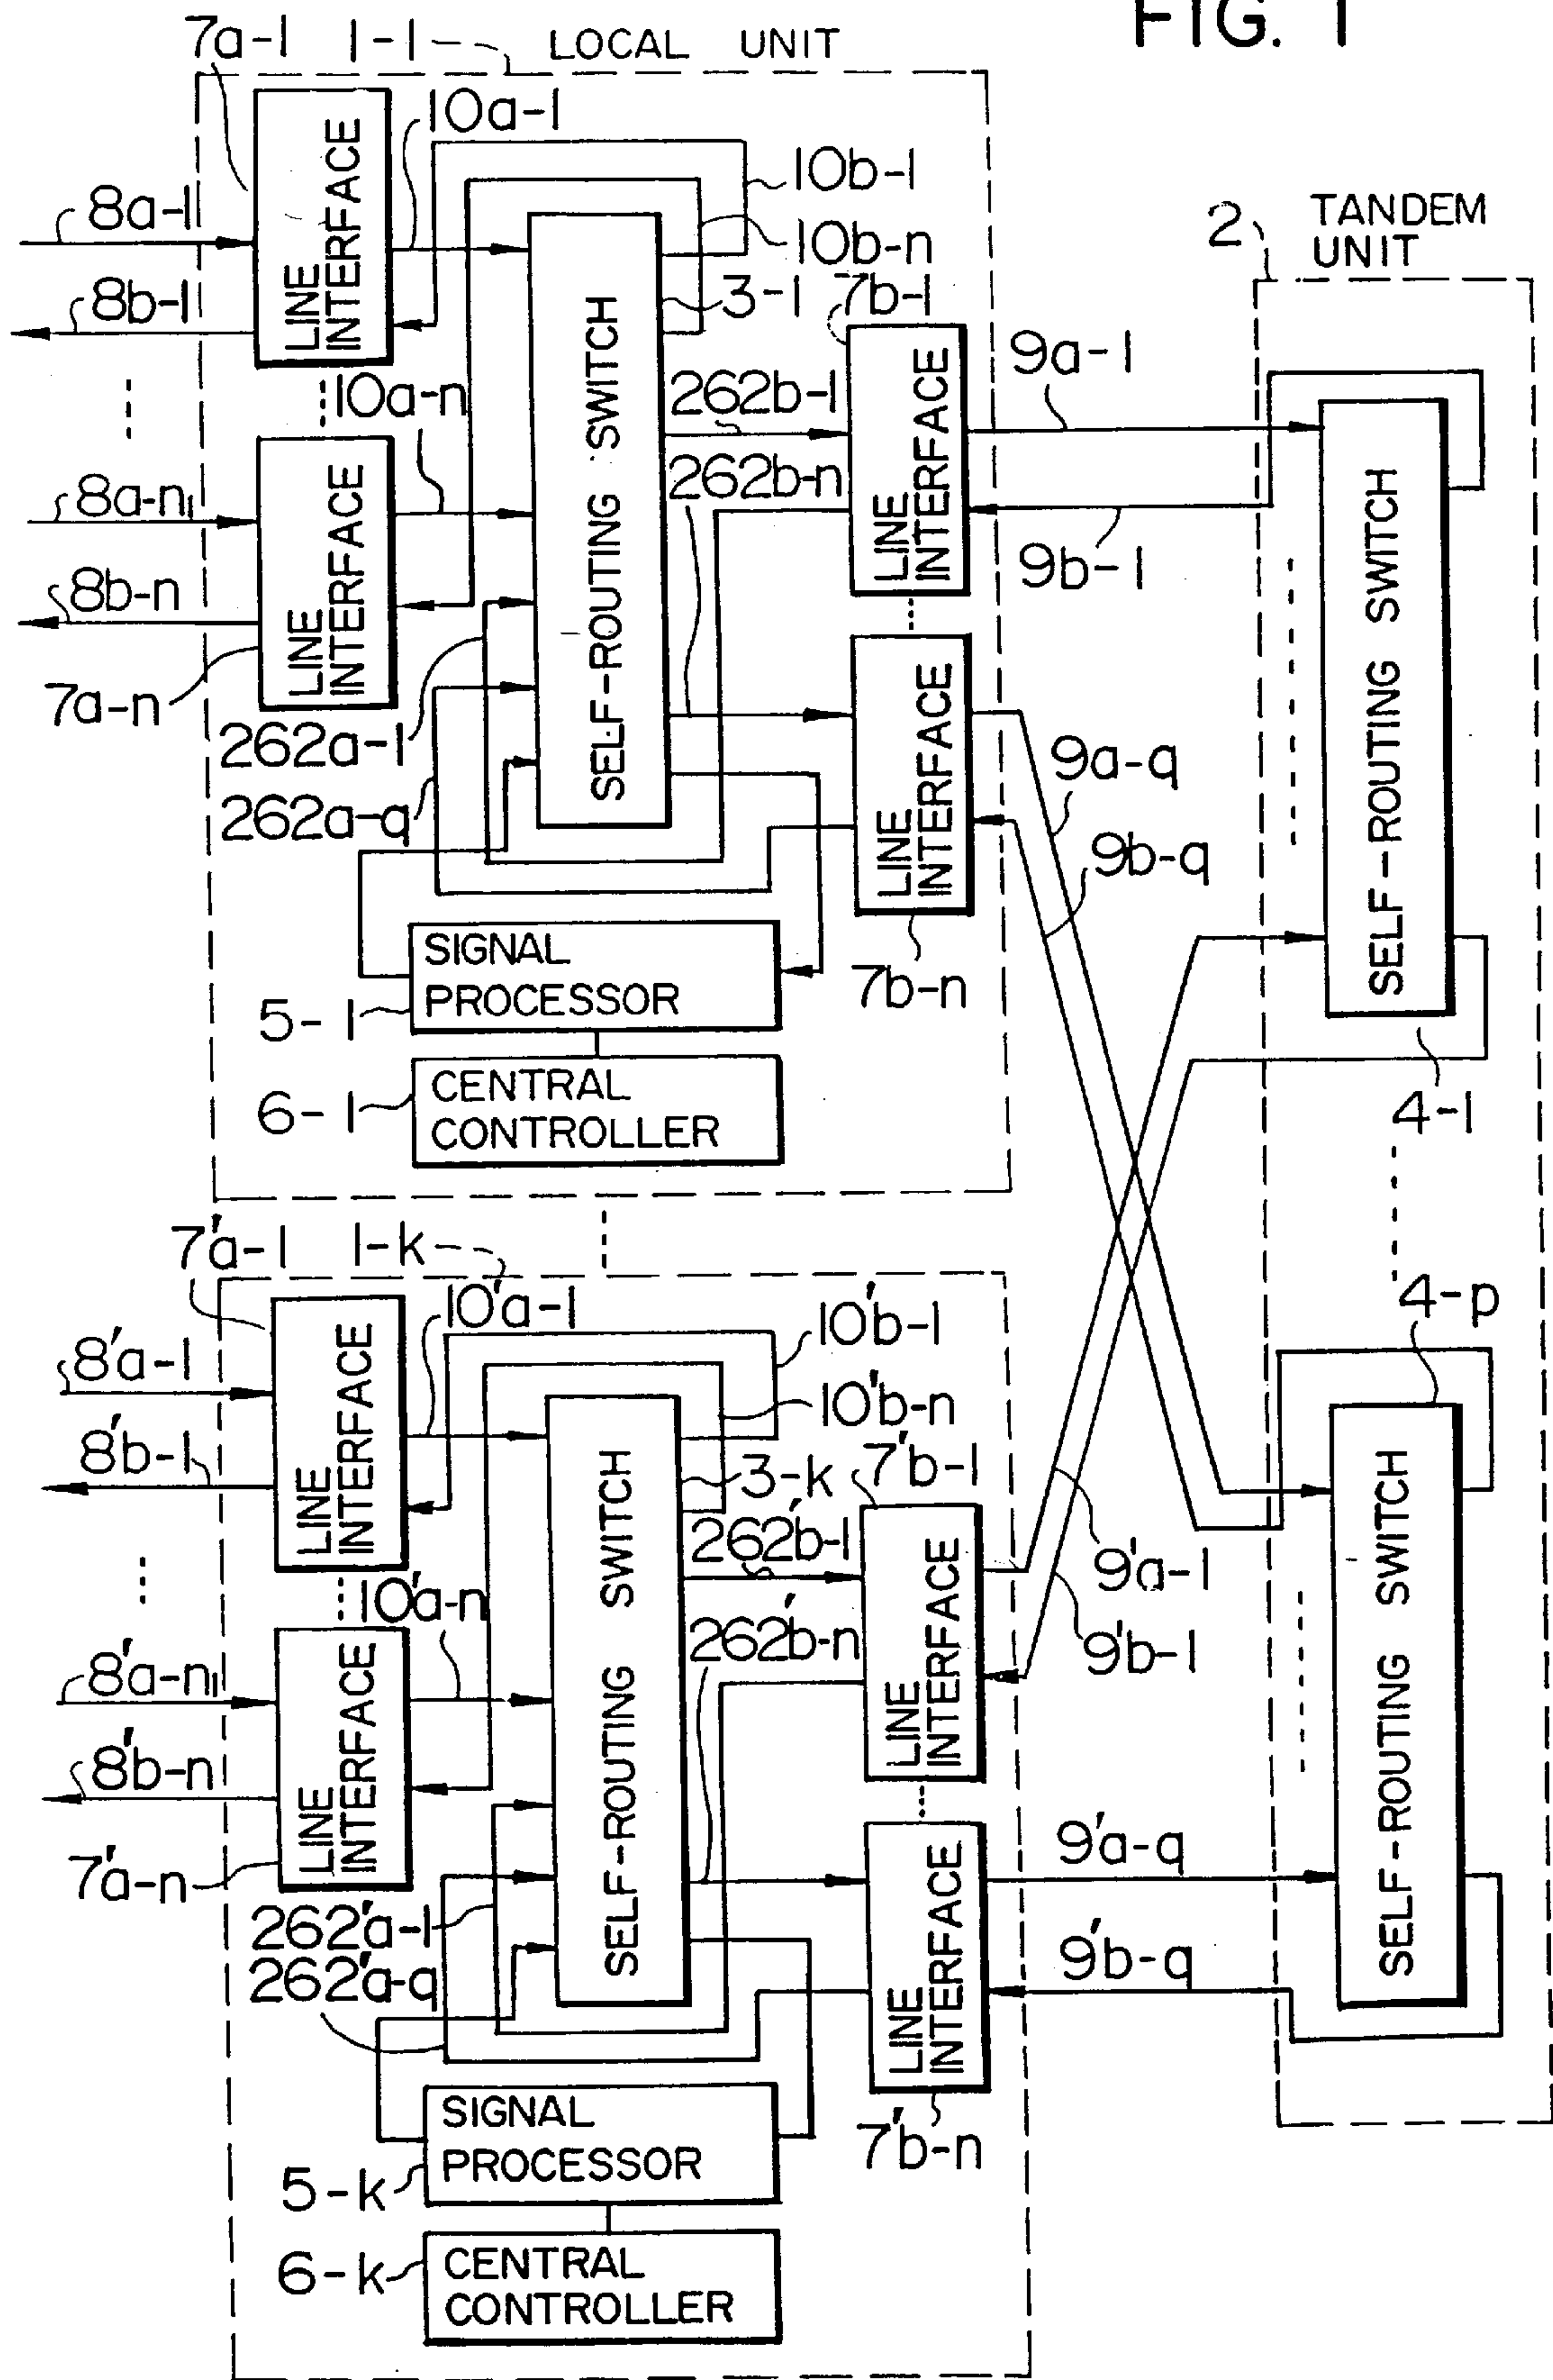 FIG. 1
7a-1
1-1
LOCAL UNIT
10a-1
LINE
INTERFACE
8a-1
8b-1
10b-1
10b-n
3-1
7b-1
2
TANDEM
UNIT
10a-n
SELF-ROUTING SWITCH
262b-1
262b-n
LINE
INTERFACE
9a-1
9b-1
SELF-ROUTING SWITCH
8a-n
8b-n
LINE
INTERFACE
7a-n
262a-1
262a-q
LINE
INTERFACE
9a-q
9b-q
7b-n
SIGNAL
PROCESSOR
5-1
CENTRAL
CONTROLLER
6-1
4-1
7'a-1
1-k
10'a-1
LINE
INTERFACE
8'a-1
8'b-1
10'b-1
10'b-n
3-k
7'b-1
4-p
10'a-n
SELF-ROUTING SWITCH
262'b-1
262'b-n
LINE
INTERFACE
9'a-1
9'b-1
SELF-ROUTING SWITCH
8'a-n
8'b-n
LINE
INTERFACE
7'a-n
262'a-1
262'a-q
LINE
INTERFACE
9'a-q
9'b-q
7'b-n
SIGNAL
PROCESSOR
5-k
CENTRAL
CONTROLLER
6-k